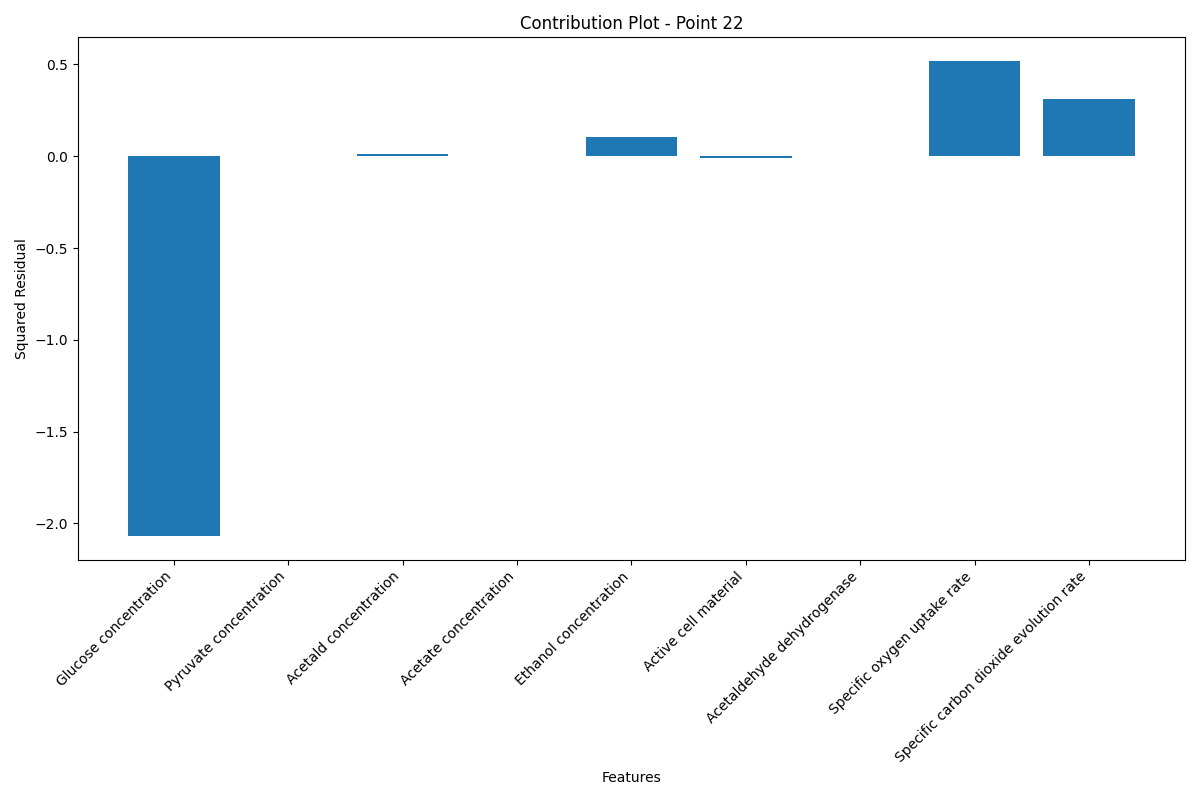 Contribution Plot - Point 22
Squared Residual
0.5
0.0
−0.5
−1.0
−1.5
−2.0
Glucose concentration
Pyruvate concentration
Acetald concentration
Acetate concentration
Ethanol concentration
Active cell material
Acetaldehyde dehydrogenase
Specific oxygen uptake rate
Specific carbon dioxide evolution rate
Features